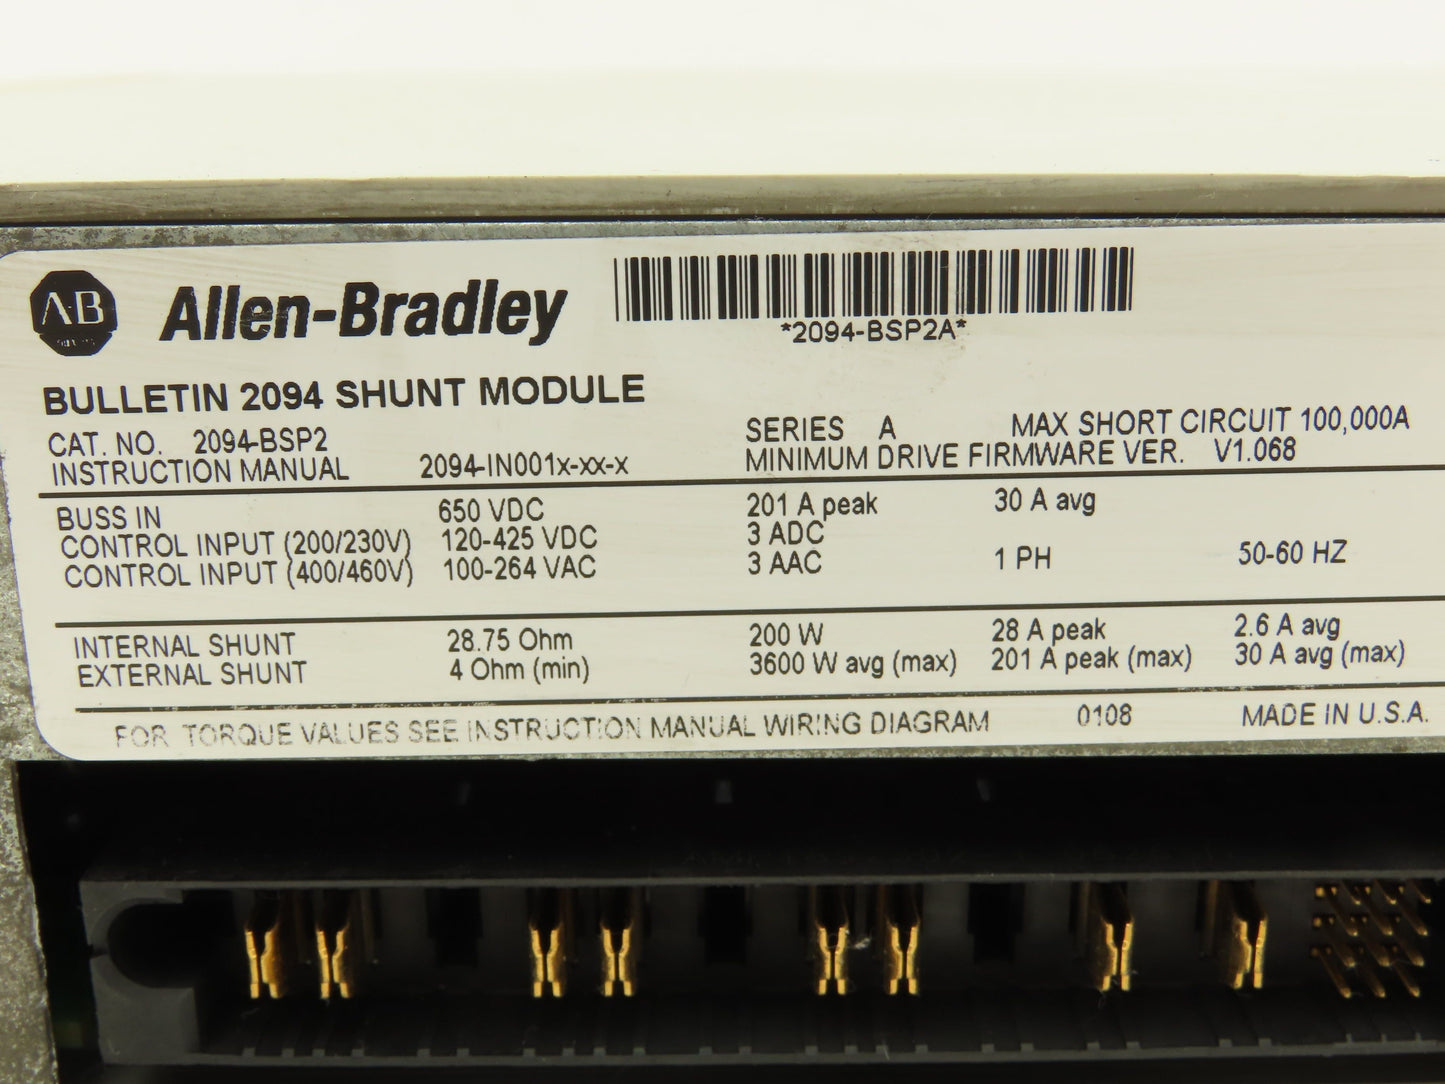 AB Allen-Bradley
*2094-BSP2A*
BULLETIN 2094 SHUNT MODULE
CAT. NO. 2094-BSP2 SERIES A MAX SHORT CIRCUIT 100,000A
INSTRUCTION MANUAL 2094-IN001x-xx-x MINIMUM DRIVE FIRMWARE VER. V1.068
BUSS IN 650 VDC 201 A peak 30 A avg
CONTROL INPUT (200/230V) 120-425 VDC 3 ADC
CONTROL INPUT (400/460V) 100-264 VAC 3 AAC 1 PH 50-60 HZ
INTERNAL SHUNT 28.75 Ohm 200 W 28 A peak 2.6 A avg
EXTERNAL SHUNT 4 Ohm (min) 3600 W avg (max) 201 A peak (max) 30 A avg (max)
FOR TORQUE VALUES SEE INSTRUCTION MANUAL WIRING DIAGRAM 0108 MADE IN U.S.A.